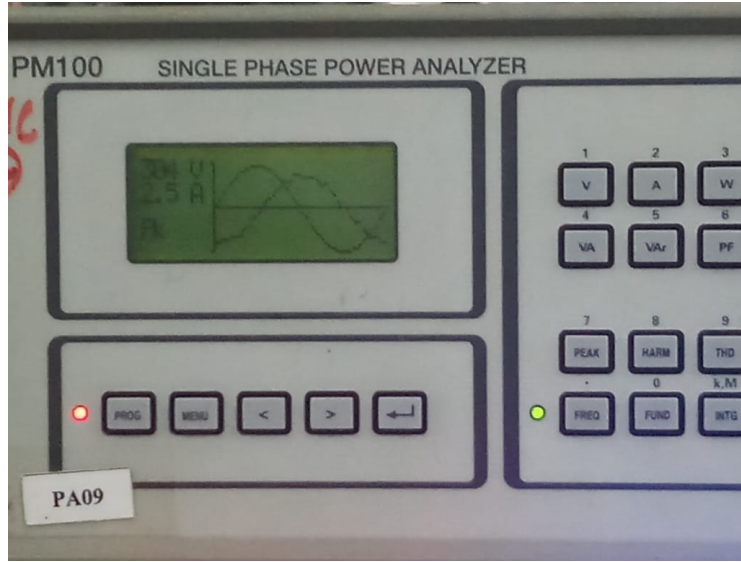 PM100 SINGLE PHASE POWER ANALYZER
2.5 A
1 2 3
V A W
4 5 6
VA VAr PF
7 8 9
PEAK HARM THD
. 0 k,M
FREQ FUND INTG
PROG MENU < >
PA09